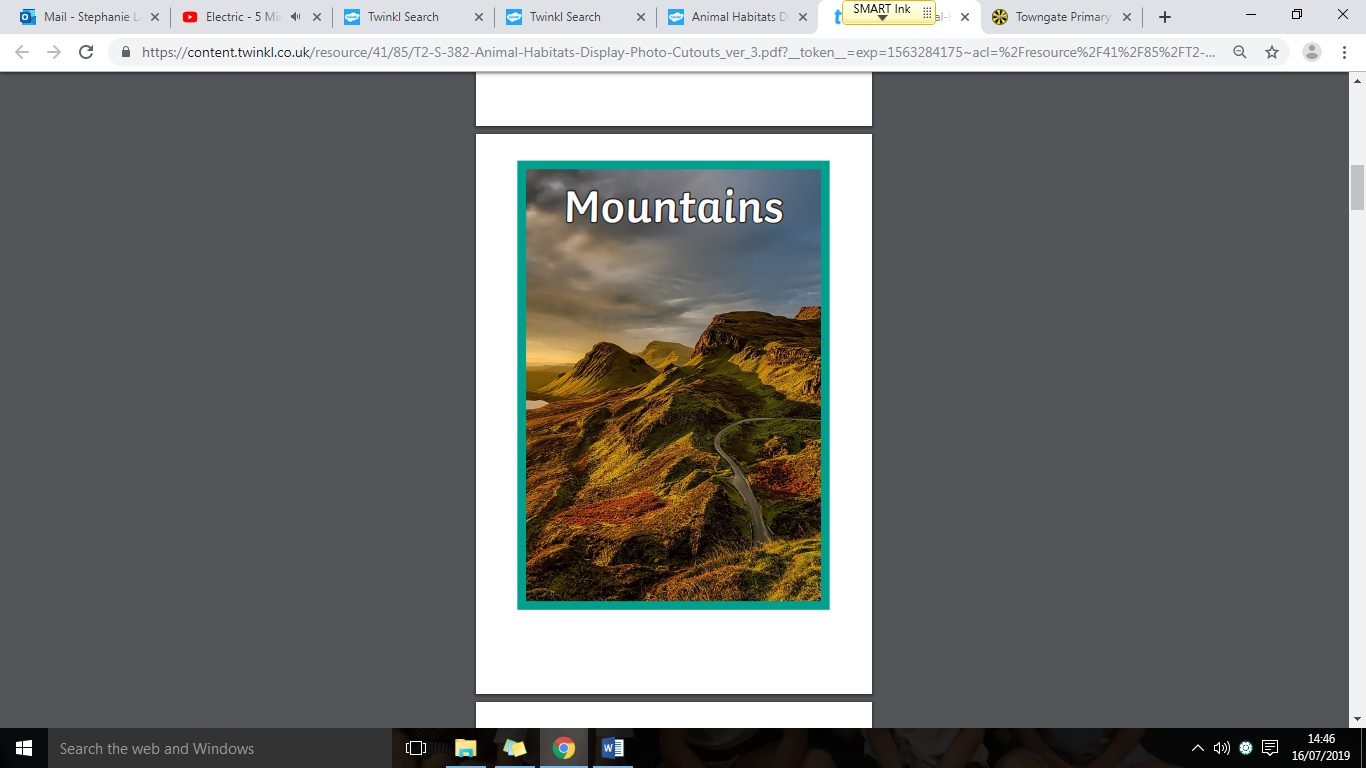 Mail - Stephanie L
Electric - 5 Mi
Twinkl Search
Twinkl Search
Animal Habitats D
SMART Ink
Towngate Primary
https://content.twinkl.co.uk/resource/41/85/T2-S-382-Animal-Habitats-Display-Photo-Cutouts_ver_3.pdf?__token__=exp=1563284175~acl=%2Fresource%2F41%2F85%2FT2-...
Mountains
Search the web and Windows
14:46
16/07/2019